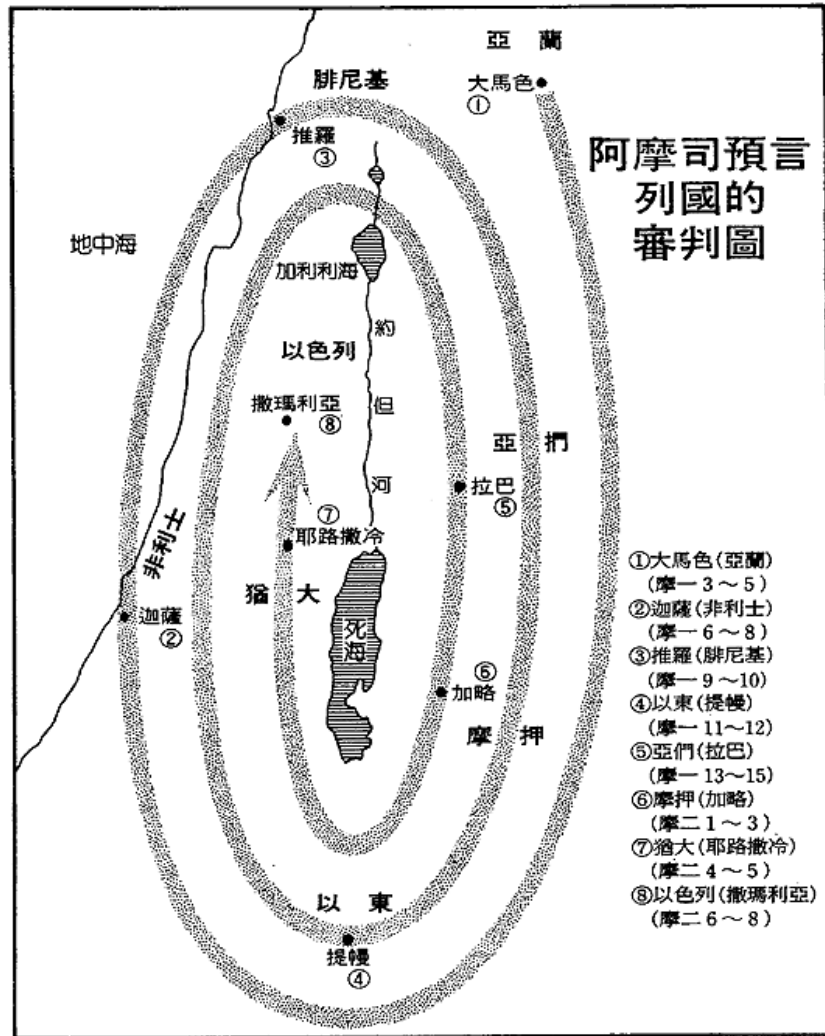 亞蘭
大馬色
①
腓尼基
推羅
③
阿摩司預言
列國的
審判圖
地中海
加利利海
約但河
以色列
撒瑪利亞
⑧
亞捫
拉巴
⑤
⑦
耶路撒冷
非利士
猶大
迦薩
②
死海
⑥
加略
摩押
以東
提幔
④
①大馬色(亞蘭)
(摩一3～5)
②迦薩(非利士)
(摩一6～8)
③推羅(腓尼基)
(摩一9～10)
④以東(提幔)
(摩一11～12)
⑤亞們(拉巴)
(摩一13～15)
⑥摩押(加略)
(摩二1～3)
⑦猶大(耶路撒冷)
(摩二4～5)
⑧以色列(撒瑪利亞)
(摩二6～8)